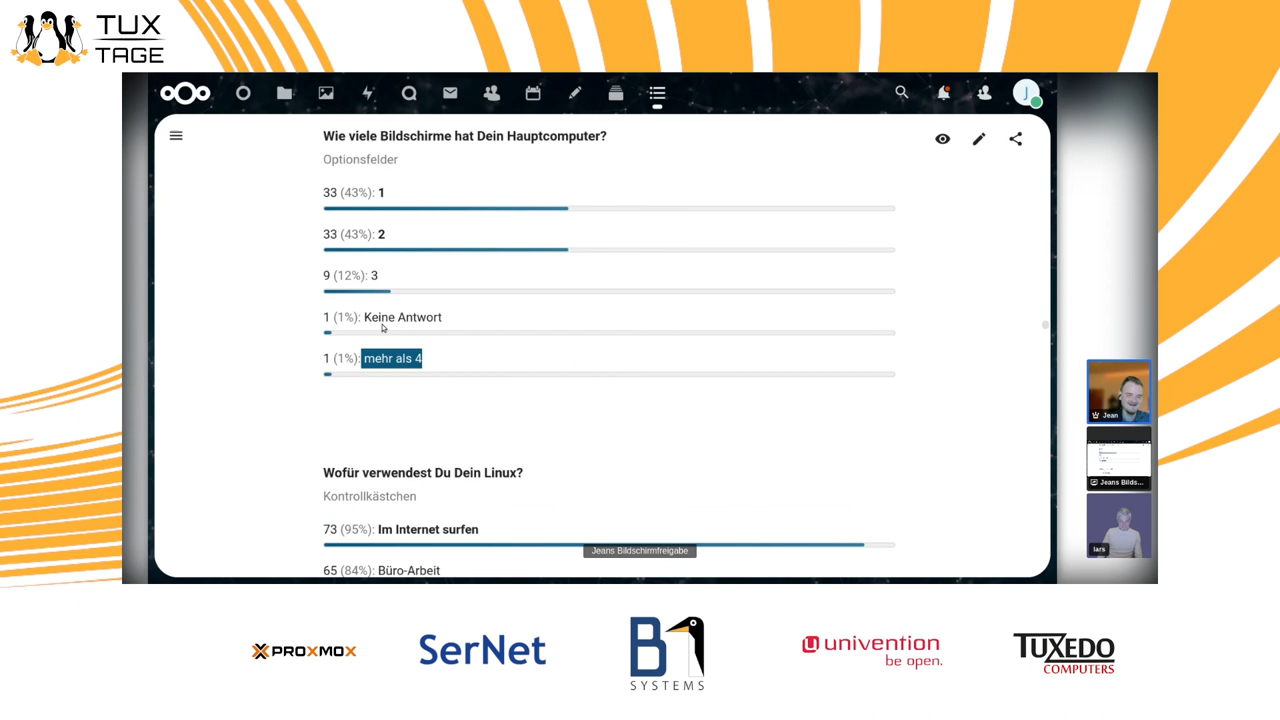 TUX
TAGE
J
Wie viele Bildschirme hat Dein Hauptcomputer?
Optionsfelder
33 (43%): 1
33 (43%): 2
9 (12%): 3
1 (1%): Keine Antwort
1 (1%): mehr als 4
Wofür verwendest Du Dein Linux?
Kontrollkästchen
73 (95%): Im Internet surfen
65 (84%): Büro-Arbeit
Jeans Bildschirmfreigabe
Jean
Jeans Bilds...
lars
PROXMOX
SerNet
B1
SYSTEMS
univention
be open.
TUXEDO
COMPUTERS